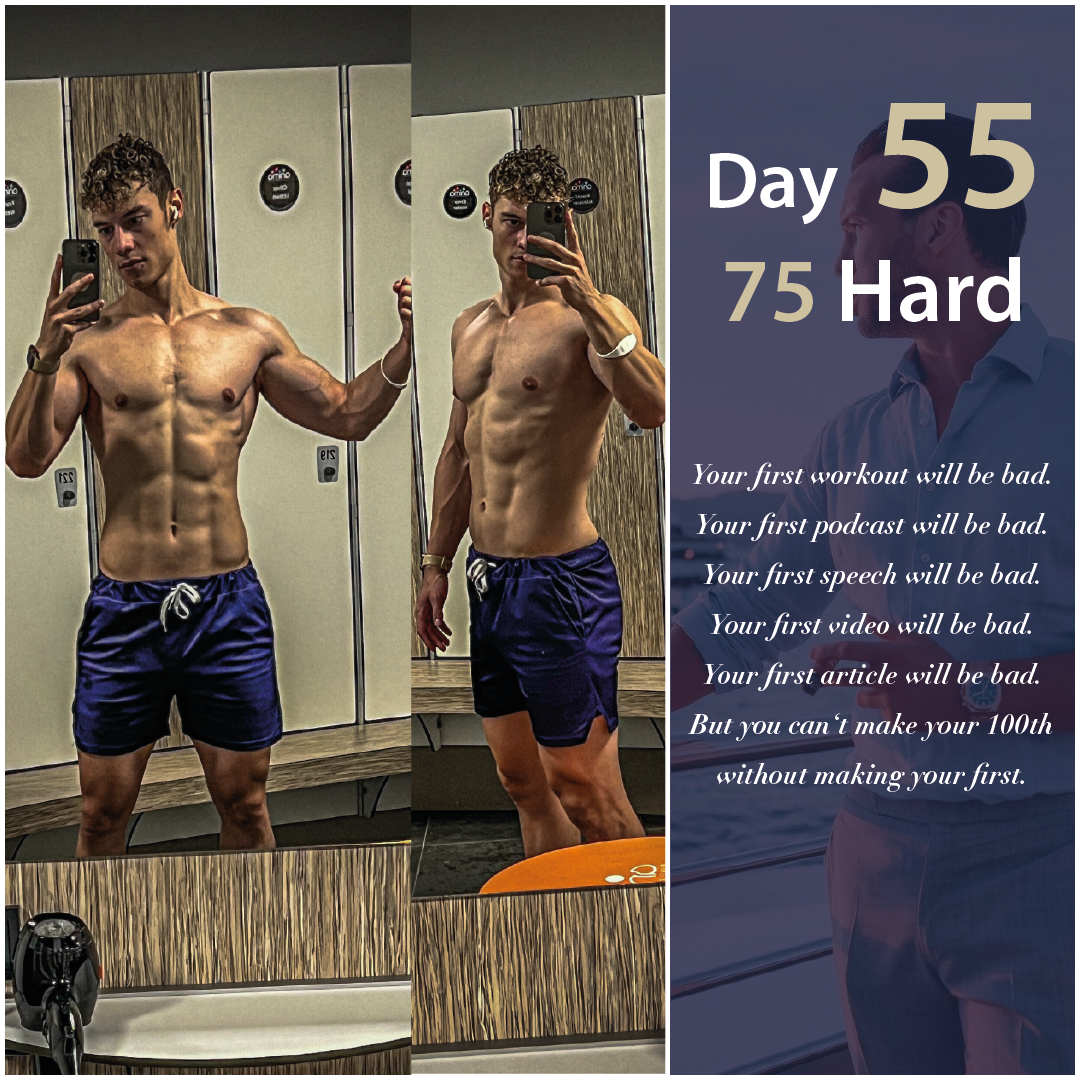 Day 55
75 Hard
Your first workout will be bad.
Your first podcast will be bad.
Your first speech will be bad.
Your first video will be bad.
Your first article will be bad.
But you can‘t make your 100th
without making your first.
221
219